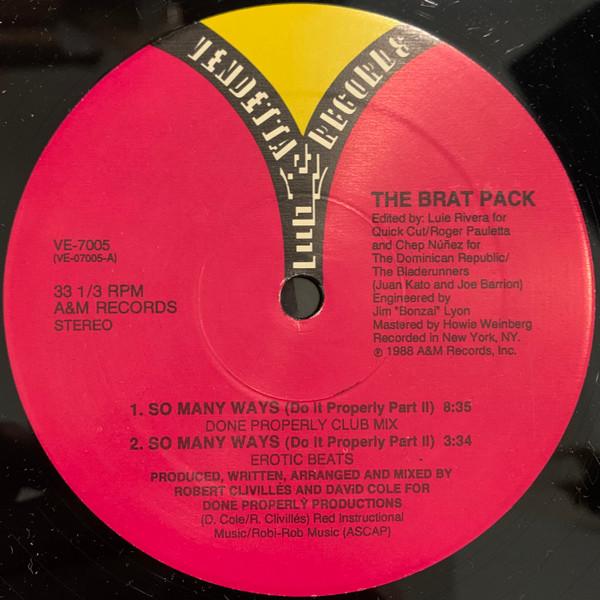 VENDETTA RECORDS
THE BRAT PACK
Edited by: Luie Rivera for
Quick Cut/Roger Pauletta
and Chep Núñez for
The Dominican Republic/
The Bladerunners
(Juan Kato and Joe Barrion)
Engineered by
Jim "Bonzai" Lyon
Mastered by Howie Weinberg
Recorded in New York, NY.
℗ 1988 A&M Records, Inc.
VE-7005
(VE-07005-A)
33 1/3 RPM
A&M RECORDS
STEREO
1. SO MANY WAYS (Do It Properly Part II) 8:35
DONE PROPERLY CLUB MIX
2. SO MANY WAYS (Do It Properly Part II) 3:34
EROTIC BEATS
PRODUCED, WRITTEN, ARRANGED AND MIXED BY
ROBERT CLIVILLÉS AND DAVID COLE FOR
DONE PROPERLY PRODUCTIONS
(D. Cole/R. Clivillés) Red Instructional
Music/Robi-Rob Music (ASCAP)